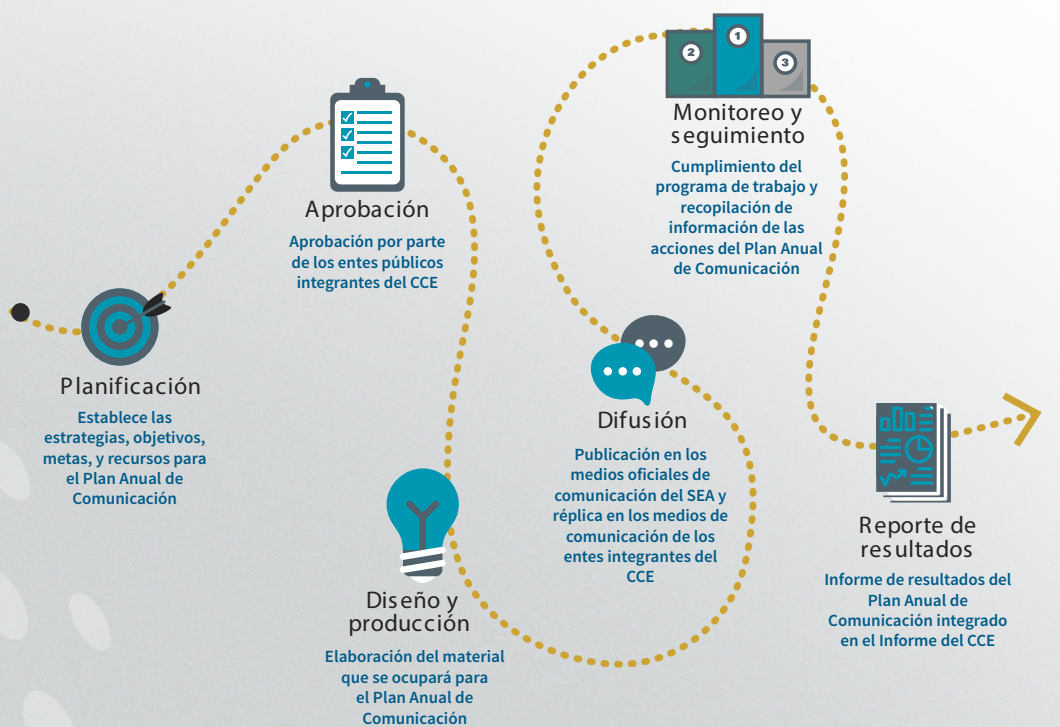 Planificación
Establece las
estrategias, objetivos,
metas, y recursos para
el Plan Anual de
Comunicación
Aprobación
Aprobación por parte
de los entes públicos
integrantes del CCE
Diseño y
producción
Elaboración del material
que se ocupará para
el Plan Anual de
Comunicación
Difusión
Publicación en los
medios oficiales de
comunicación del SEA y
réplica en los medios de
comunicación de los
entes integrantes del
CCE
2
1
3
Monitoreo y
seguimiento
Cumplimiento del
programa de trabajo y
recopilación de
información de las
acciones del Plan Anual
de Comunicación
Reporte de
resultados
Informe de resultados del
Plan Anual de
Comunicación integrado
en el Informe del CCE